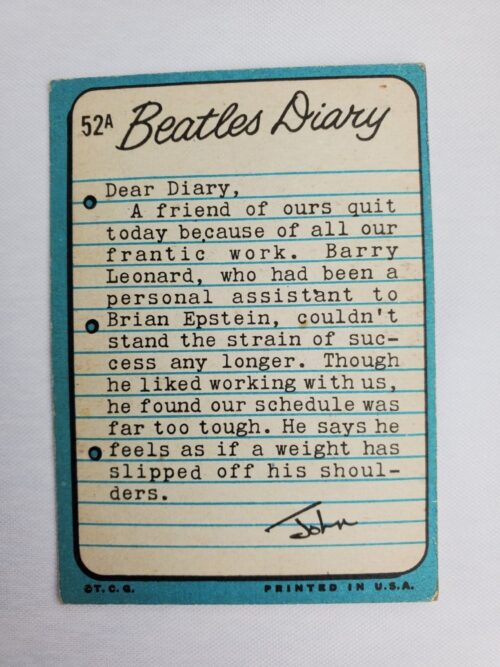 52A Beatles Diary
Dear Diary,
A friend of ours quit
today because of all our
frantic work. Barry
Leonard, who had been a
personal assistant to
Brian Epstein, couldn't
stand the strain of suc-
cess any longer. Though
he liked working with us,
he found our schedule was
far too tough. He says he
feels as if a weight has
slipped off his shoul-
ders.
John
©T.C.G. PRINTED IN U.S.A.